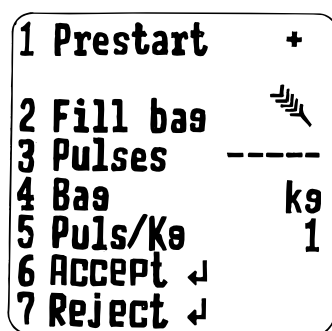 1 Prestart +
2 Fill bag
3 Pulses -----
4 Bag kg
5 Puls/Kg 1
6 Accept ↲
7 Reject ↲